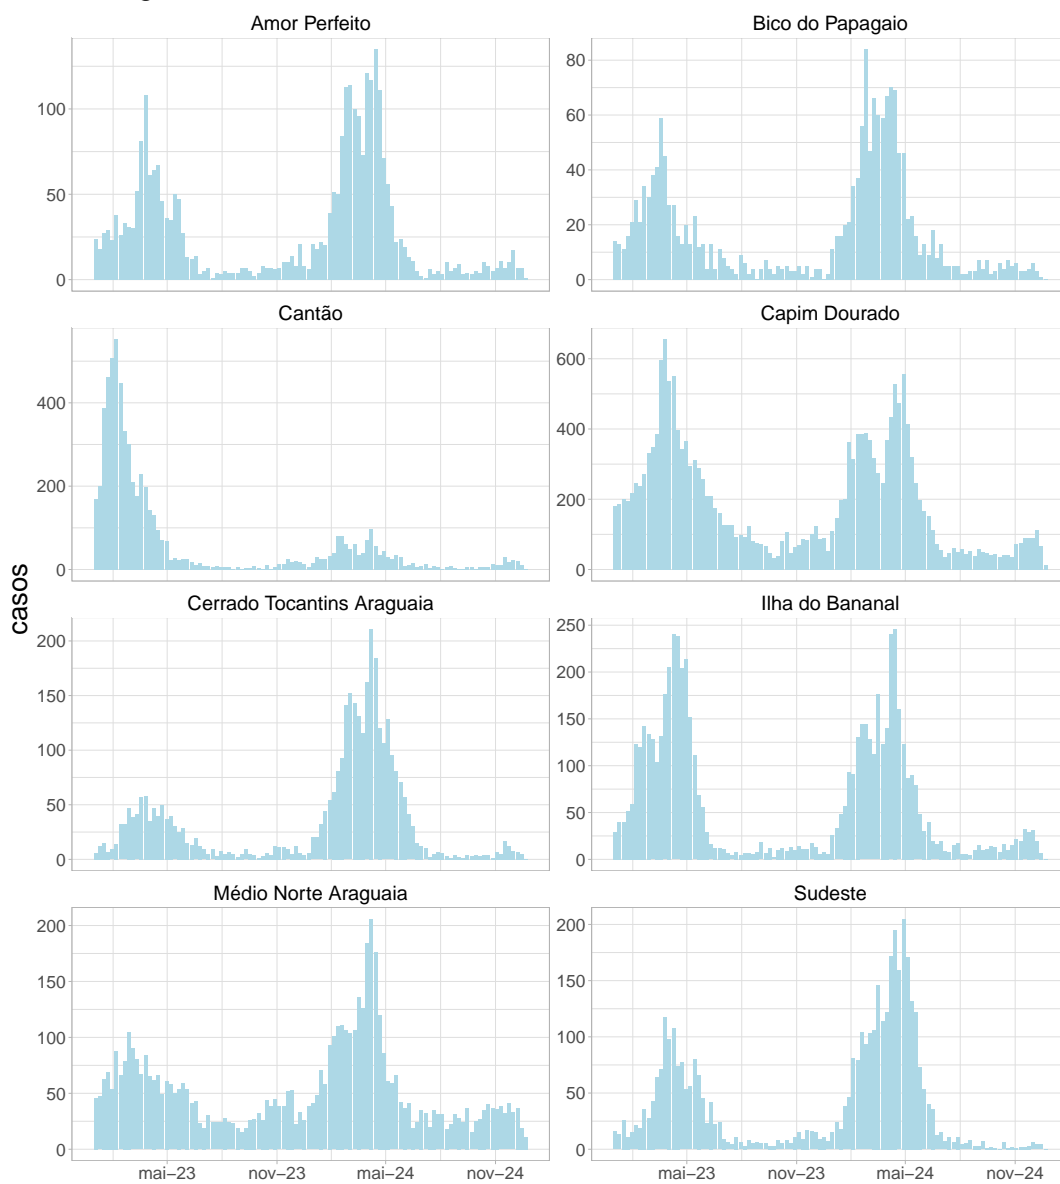 Amor Perfeito
Bico do Papagaio
100
50
0
80
60
40
20
0
Cantão
Capim Dourado
400
200
0
600
400
200
0
casos
Cerrado Tocantins Araguaia
Ilha do Bananal
200
150
100
50
0
250
200
150
100
50
0
Médio Norte Araguaia
Sudeste
200
150
100
50
0
200
150
100
50
0
mai–23
nov–23
mai–24
nov–24
mai–23
nov–23
mai–24
nov–24